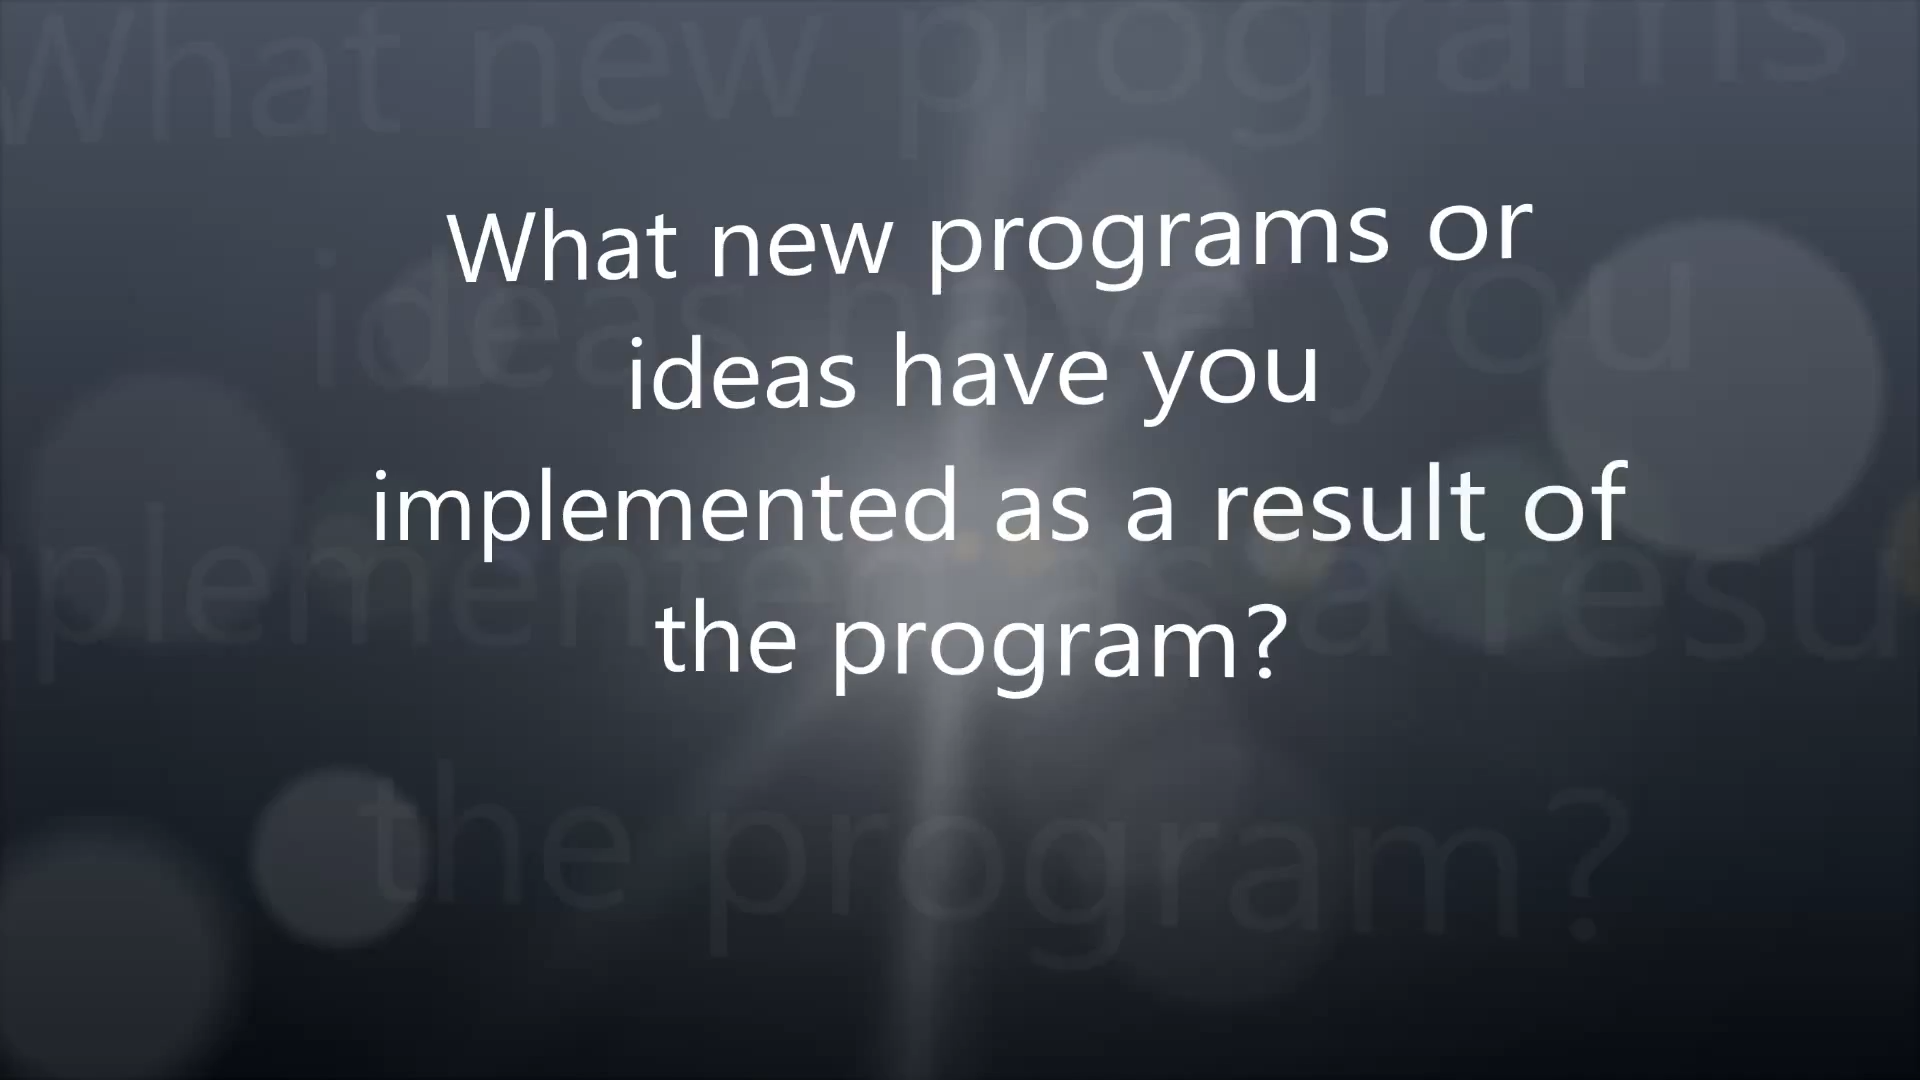 What new programs or
ideas have you
implemented as a result of
the program?